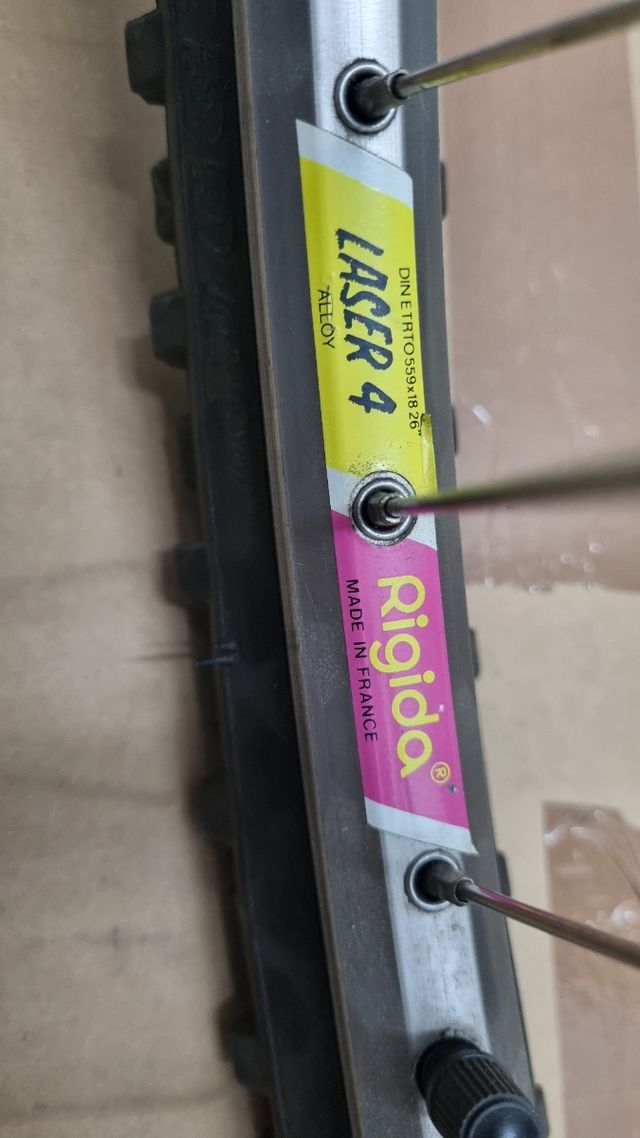 DIN ETRTO 559x18 26"
LASER 4
ALLOY
Rigida®
MADE IN FRANCE